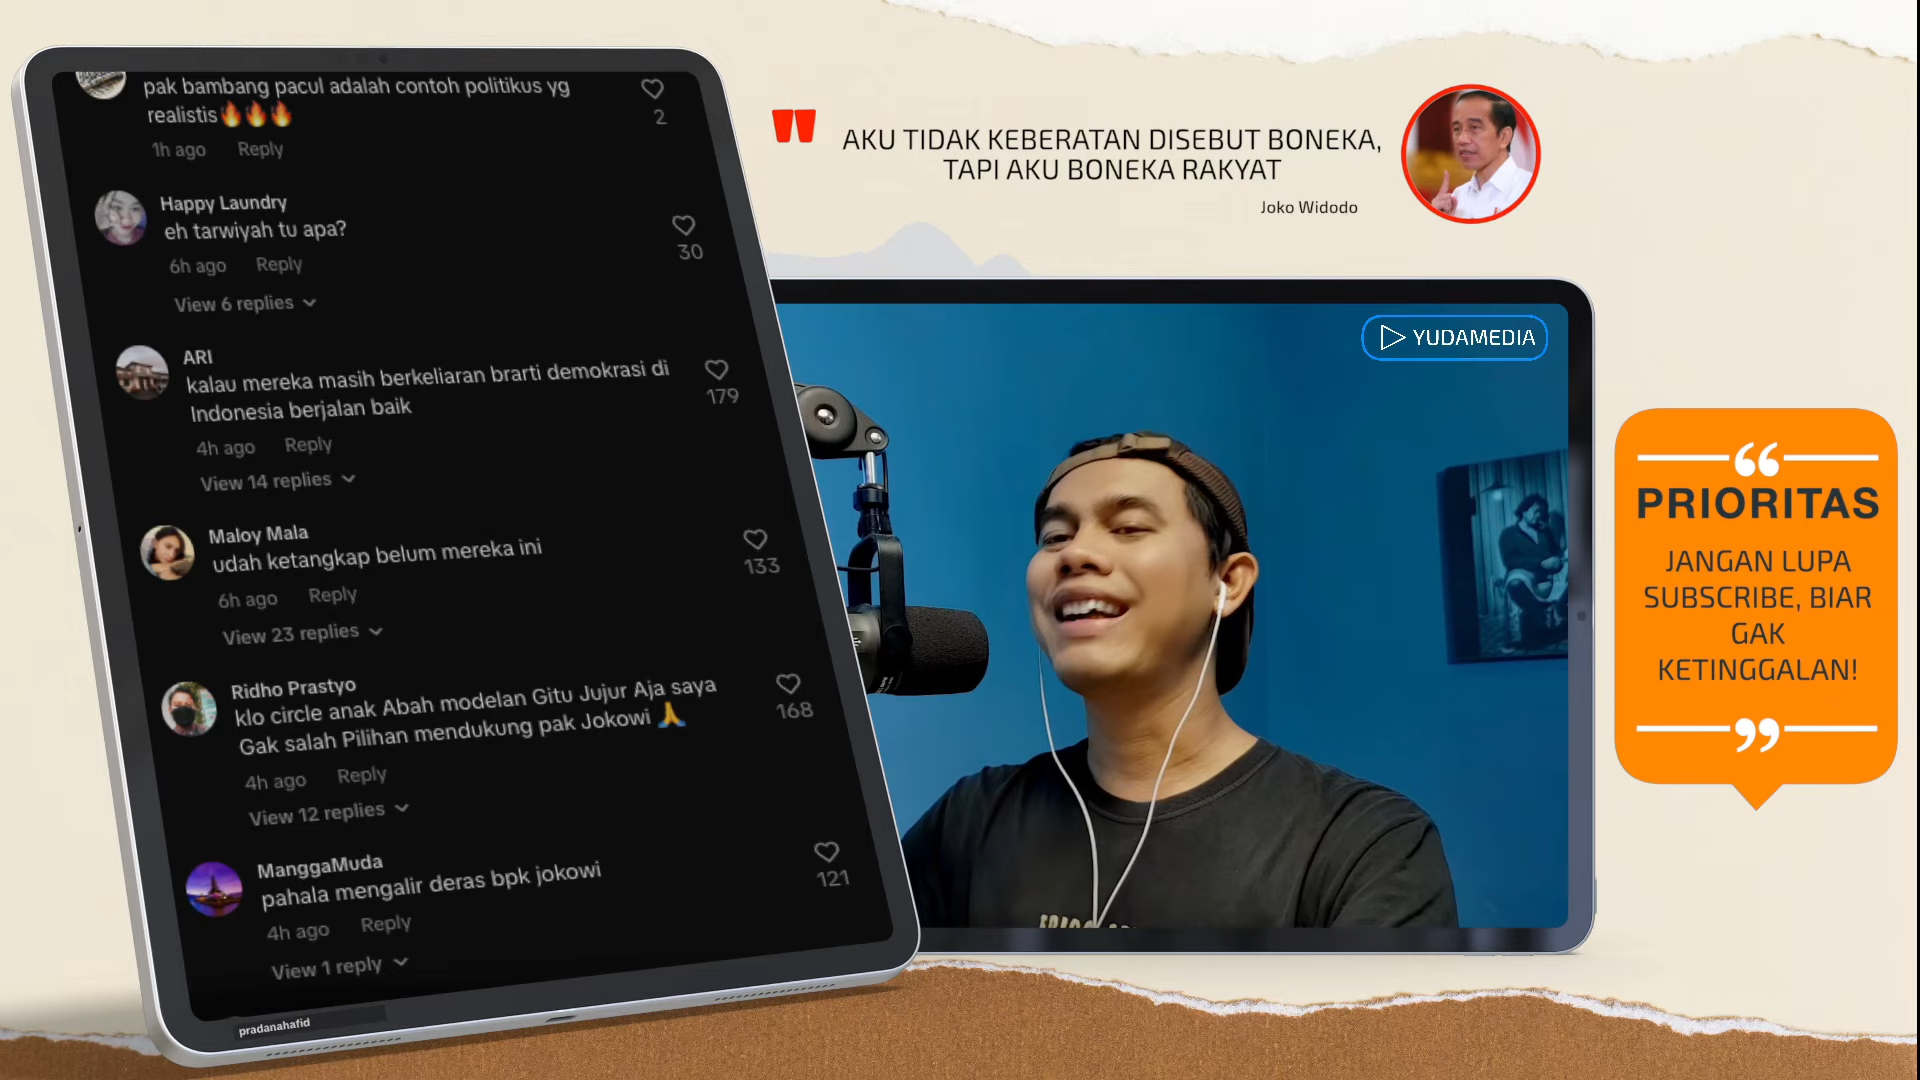 pak bambang pacul adalah contoh politikus yg
realistis🔥🔥🔥
1h ago Reply
2
Happy Laundry
eh tarwiyah tu apa?
6h ago Reply
30
View 6 replies
ARI
kalau mereka masih berkeliaran brarti demokrasi di
Indonesia berjalan baik
4h ago Reply
179
View 14 replies
Maloy Mala
udah ketangkap belum mereka ini
6h ago Reply
133
View 23 replies
Ridho Prastyo
klo circle anak Abah modelan Gitu Jujur Aja saya
Gak salah Pilihan mendukung pak Jokowi 🙏
4h ago Reply
168
View 12 replies
ManggaMuda
pahala mengalir deras bpk jokowi
4h ago Reply
121
View 1 reply
pradanahafid
" AKU TIDAK KEBERATAN DISEBUT BONEKA,
TAPI AKU BONEKA RAKYAT
Joko Widodo
YUDAMEDIA
“
PRIORITAS
JANGAN LUPA
SUBSCRIBE, BIAR
GAK
KETINGGALAN!
”